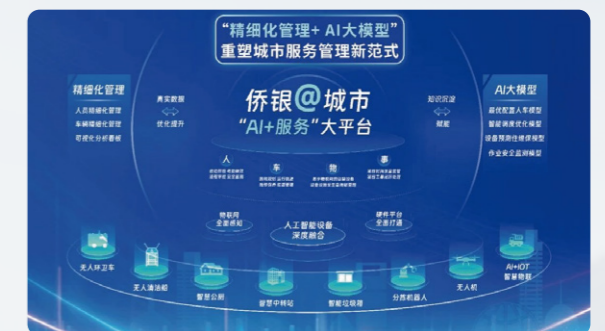 “精细化管理+ AI大模型”
重塑城市服务管理新范式
精细化管理
人员精细化管理
车辆精细化管理
可视化分析看板
真实数据
优化提升
侨银@城市
“AI+服务”大平台
知识沉淀
赋能
AI大模型
最优配置人车模型
智能调度优化模型
设备预测性维保模型
作业安全监测模型
人
车
物
事
物联网
全面感知
人工智能设备
深度融合
硬件平台
全面打通
无人环卫车
无人清洁船
智慧公厕
智慧中转站
智能垃圾箱
分拣机器人
无人机
AI+IOT
智慧物联